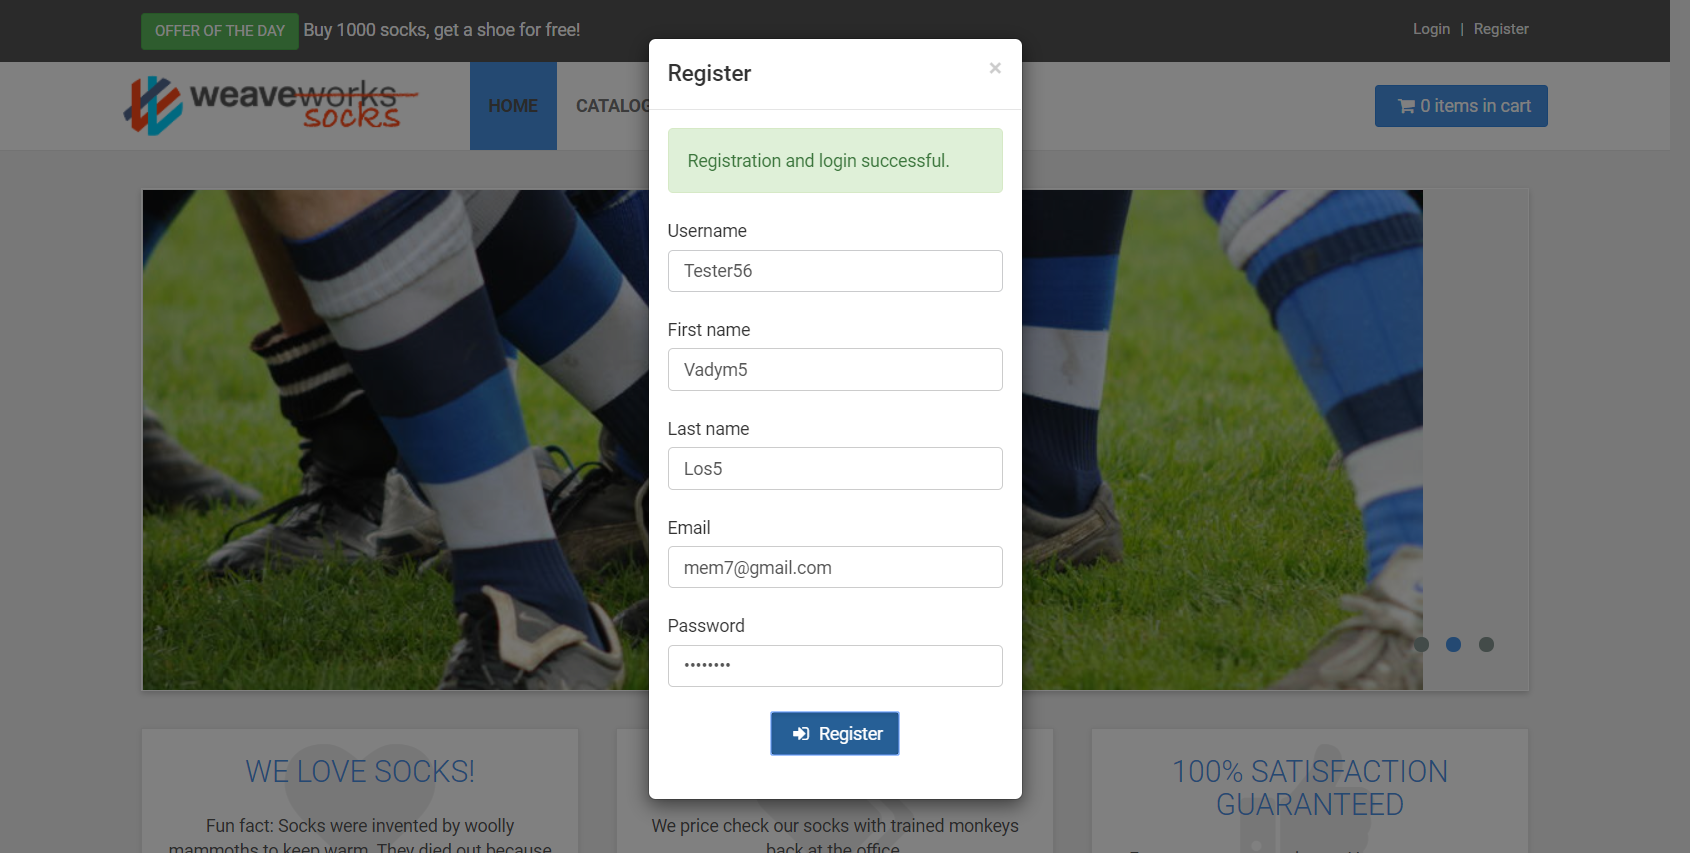 OFFER OF THE DAY Buy 1000 socks, get a shoe for free!
Login | Register
weaveworks
socks
HOME
CATALOG
0 items in cart
Register
×
Registration and login successful.
Username
Tester56
First name
Vadym5
Last name
Los5
Email
mem7@gmail.com
Password
••••••••
Register
WE LOVE SOCKS!
Fun fact: Socks were invented by woolly
mammoths to keep warm. They died out because
We price check our socks with trained monkeys
back at the office
100% SATISFACTION
GUARANTEED